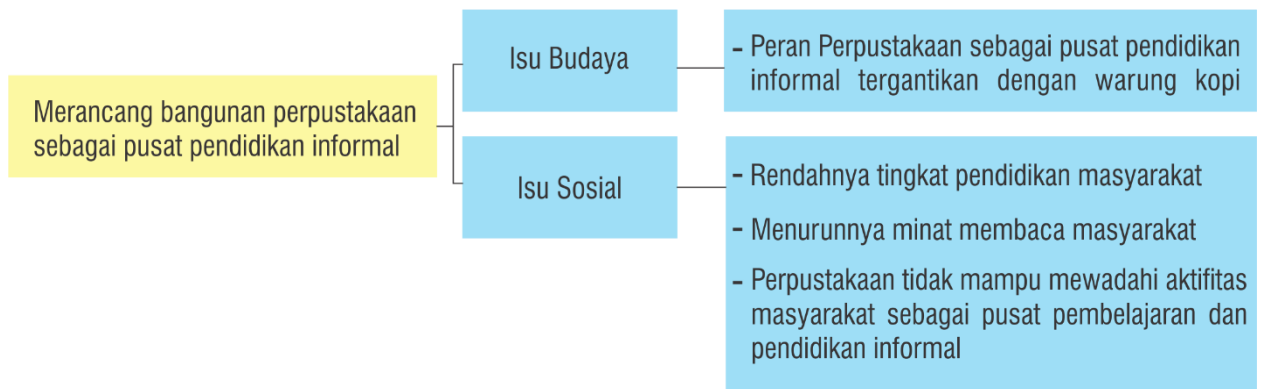 Merancang bangunan perpustakaan
sebagai pusat pendidikan informal
Isu Budaya
- Peran Perpustakaan sebagai pusat pendidikan
informal tergantikan dengan warung kopi
Isu Sosial
- Rendahnya tingkat pendidikan masyarakat
- Menurunnya minat membaca masyarakat
- Perpustakaan tidak mampu mewadahi aktifitas
masyarakat sebagai pusat pembelajaran dan
pendidikan informal